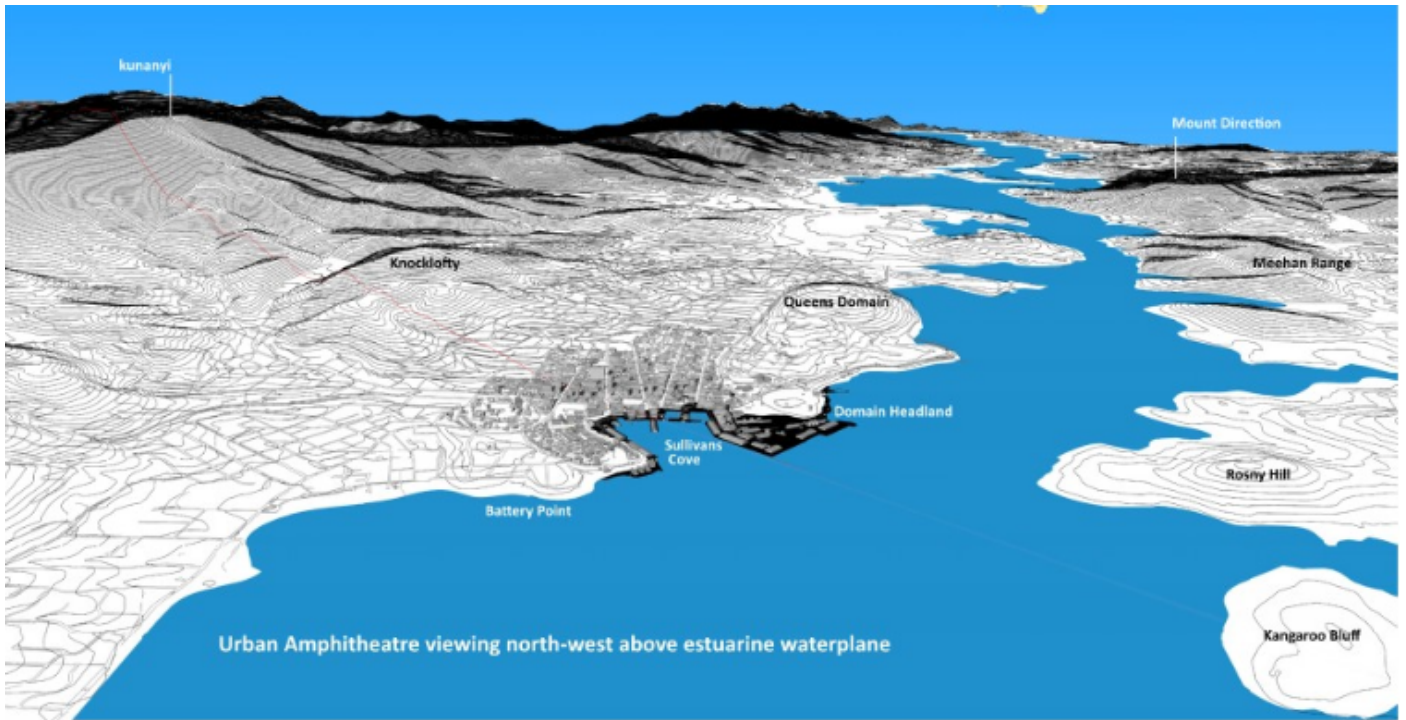 kunanyi
Mount Direction
Knocklofty
Meehan Range
Queens Domain
Domain Headland
Sullivans
Cove
Rosny Hill
Battery Point
Kangaroo Bluff
Urban Amphitheatre viewing north-west above estuarine waterplane